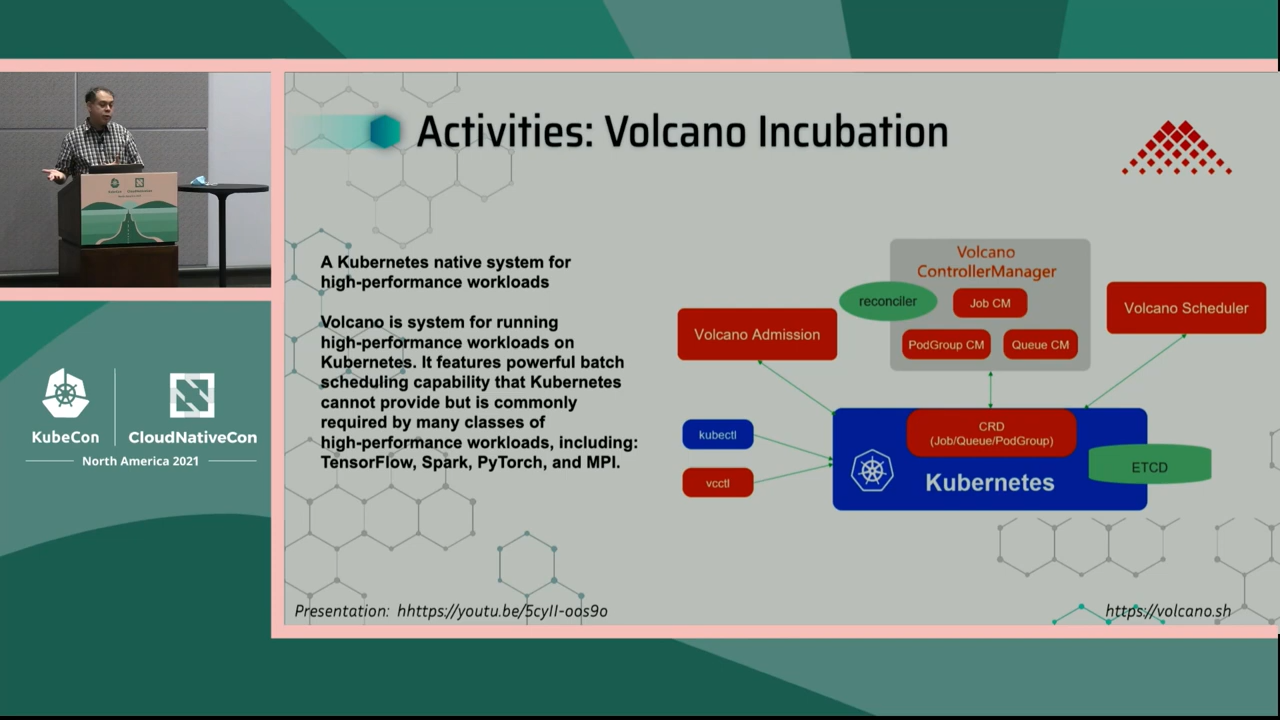 Activities: Volcano Incubation
A Kubernetes native system for
high-performance workloads
Volcano is system for running
high-performance workloads on
Kubernetes. It features powerful batch
scheduling capability that Kubernetes
cannot provide but is commonly
required by many classes of
high-performance workloads, including:
TensorFlow, Spark, PyTorch, and MPI.
Volcano
ControllerManager
reconciler
Job CM
PodGroup CM
Queue CM
Volcano Admission
Volcano Scheduler
kubectl
vcctl
CRD
(Job/Queue/PodGroup)
Kubernetes
ETCD
Presentation: hhttps://youtu.be/5cyII-oos9o
https://volcano.sh
KubeCon
CloudNativeCon
North America 2021